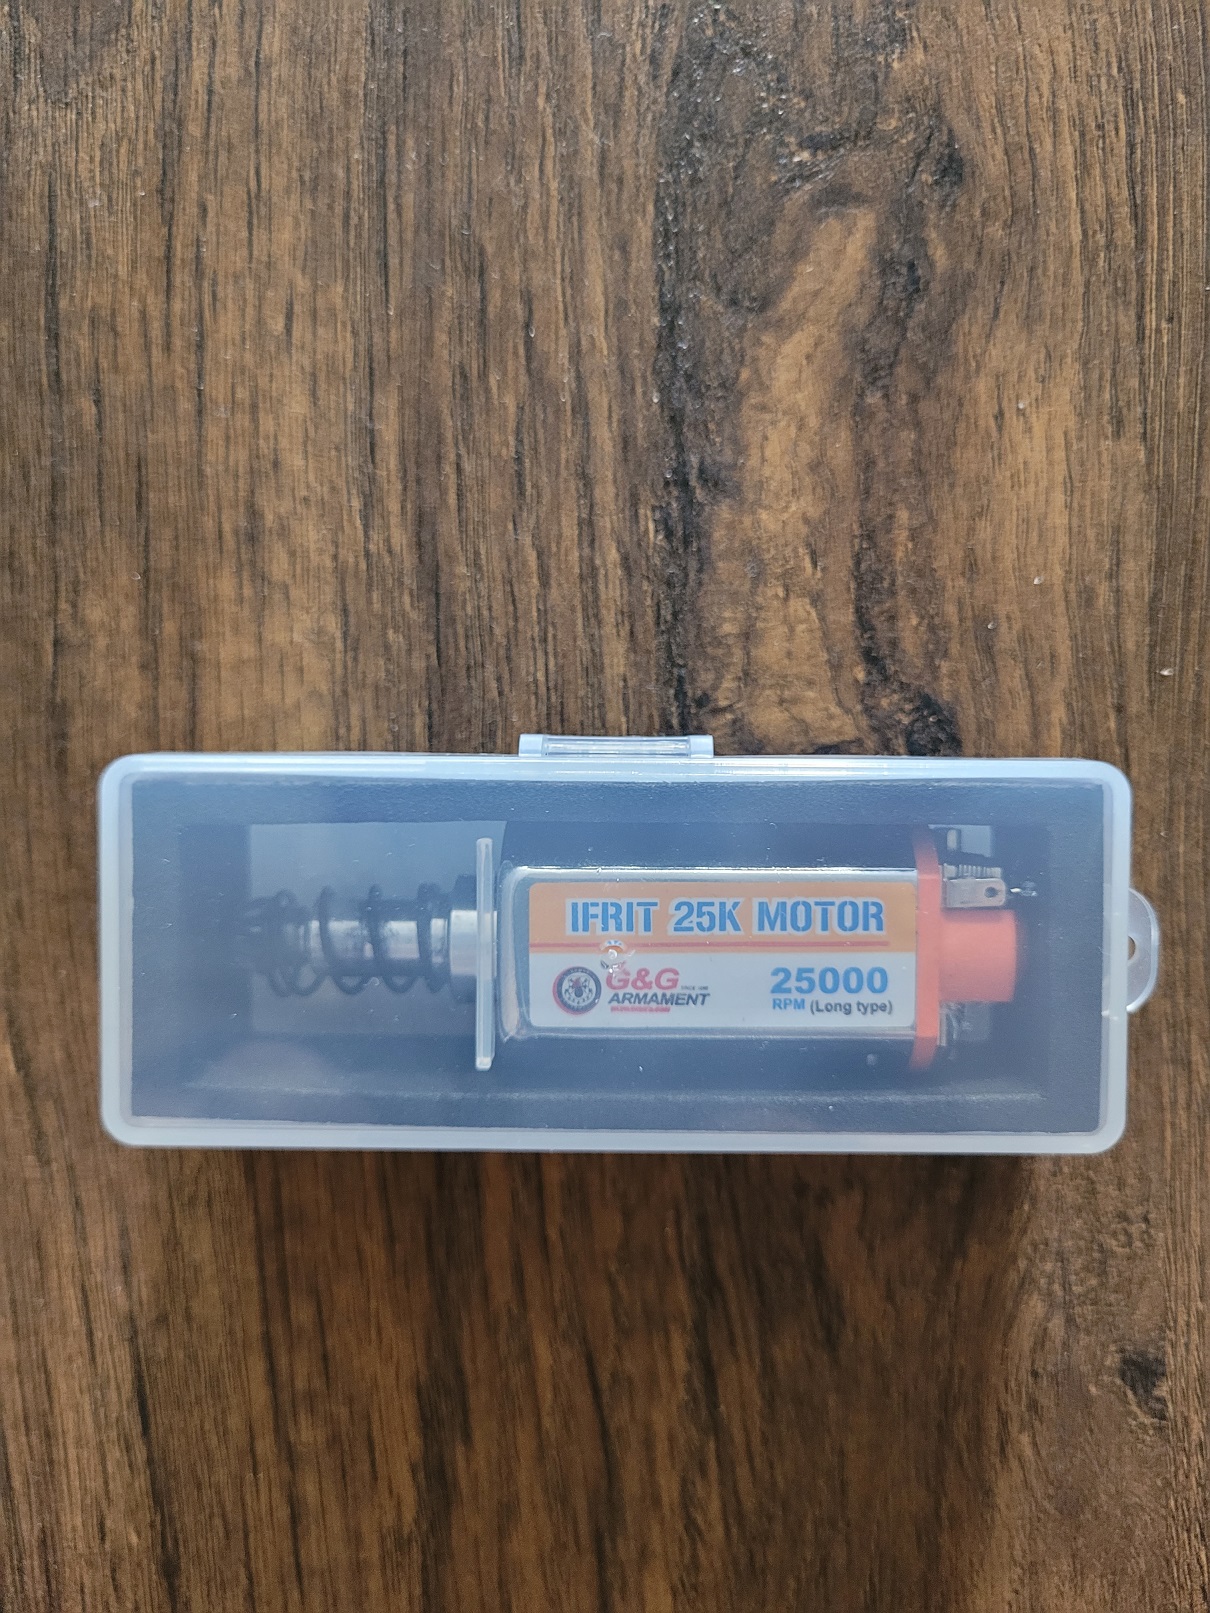 IFRIT 25K MOTOR
G&G
ARMAMENT
25000
RPM (Long type)